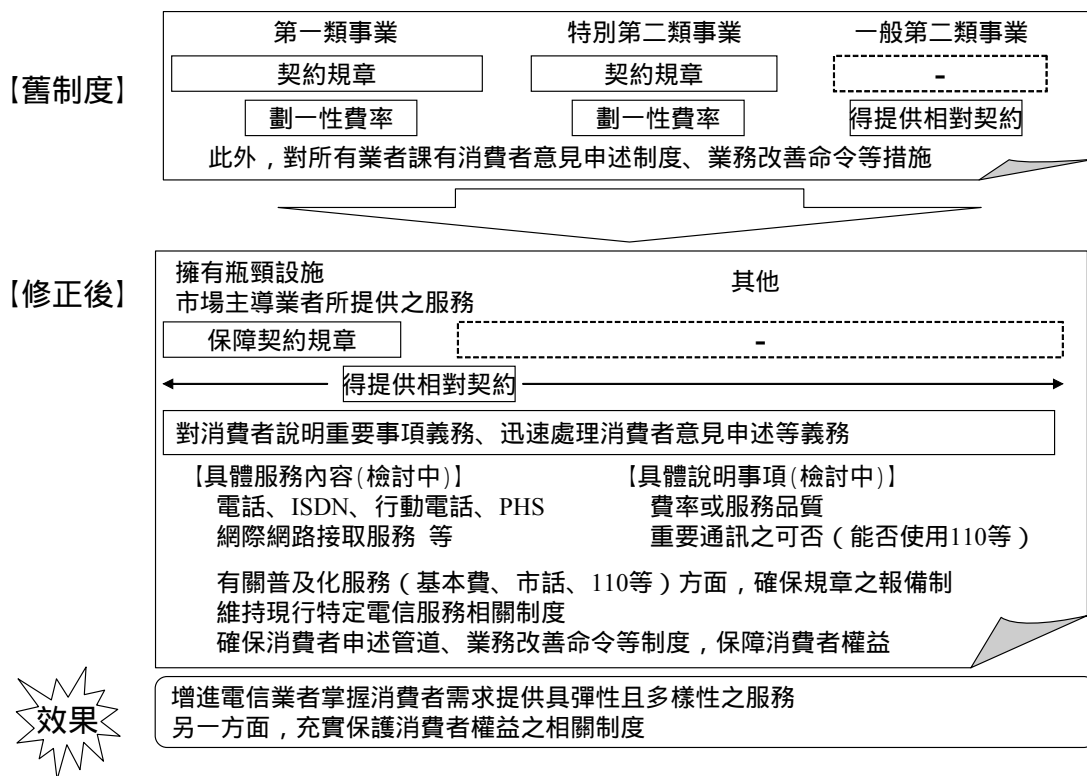 第一類事業 特別第二類事業 一般第二類事業
【舊制度】
契約規章 契約規章 -
劃一性費率 劃一性費率 得提供相對契約
此外，對所有業者課有消費者意見申述制度、業務改善命令等措施
【修正後】
擁有瓶頸設施
市場主導業者所提供之服務
其他
保障契約規章 -
得提供相對契約
對消費者說明重要事項義務、迅速處理消費者意見申述等義務
【具體服務內容(檢討中)】
電話、ISDN、行動電話、PHS
網際網路接取服務 等
【具體說明事項(檢討中)】
費率或服務品質
重要通訊之可否（能否使用110等）
有關普及化服務（基本費、市話、110等）方面，確保規章之報備制
維持現行特定電信服務相關制度
確保消費者申述管道、業務改善命令等制度，保障消費者權益
效果
增進電信業者掌握消費者需求提供具彈性且多樣性之服務
另一方面，充實保護消費者權益之相關制度